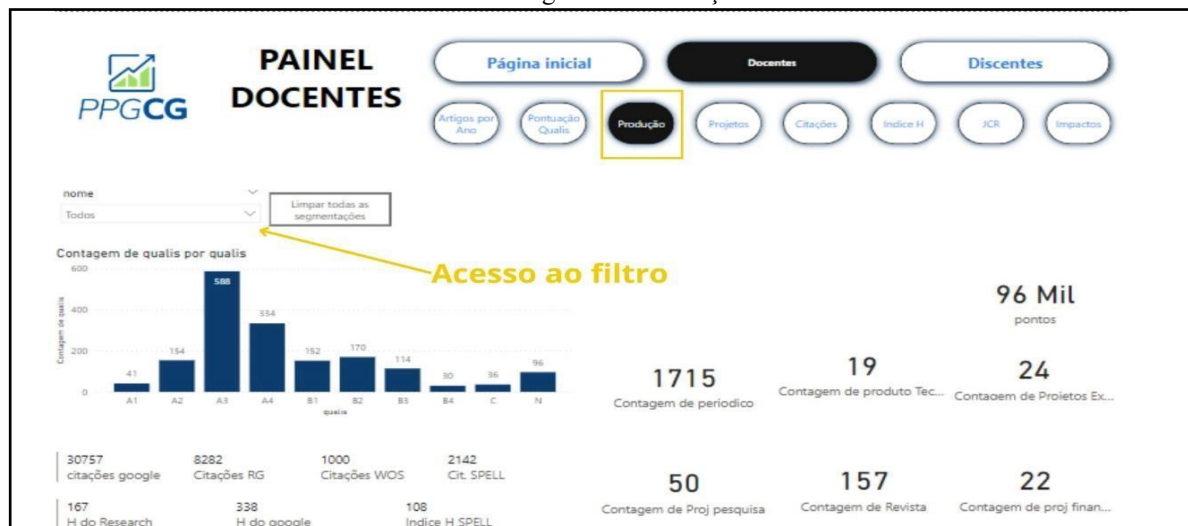 PPGCG
PAINEL
DOCENTES
Página inicial
Docentes
Discentes
Artigos por
Ano
Pontuação
Qualis
Produção
Projetos
Citações
Indice H
JCR
Impactos
nome
Todos
Limpar todas as
segmentações
Acesso ao filtro
Contagem de qualis por qualis
Contagem de qualis
600
400
200
0
41
154
588
334
152
170
114
30
36
96
A1
A2
A3
A4
B1
B2
B3
B4
C
N
qualis
96 Mil
pontos
1715
Contagem de periodico
19
Contagem de produto Tec...
24
Contagem de Projetos Ex...
30757
citações google
8282
Citações RG
1000
Citações WOS
2142
Cit. SPELL
50
Contagem de Proj pesquisa
157
Contagem de Revista
22
Contagem de proj finan...
167
H do Research
338
H do google
108
Indice H SPELL